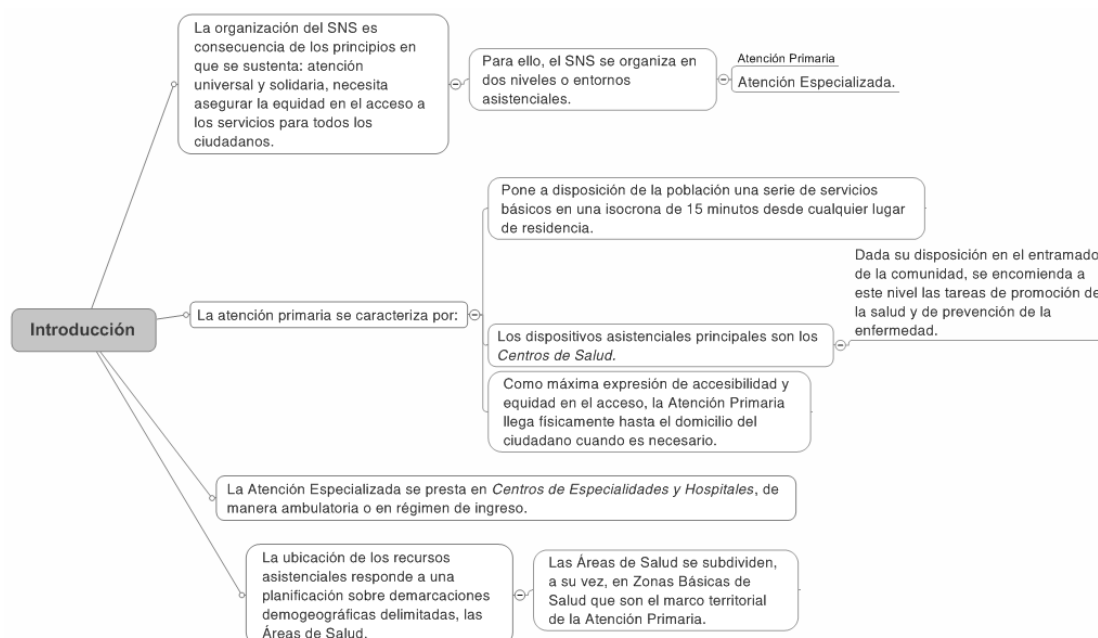 La organización del SNS es
consecuencia de los principios en
que se sustenta: atención
universal y solidaria, necesita
asegurar la equidad en el acceso a
los servicios para todos los
ciudadanos.
Para ello, el SNS se organiza en
dos niveles o entornos
asistenciales.
Atención Primaria
Atención Especializada.
Introducción
La atención primaria se caracteriza por:
Pone a disposición de la población una serie de servicios
básicos en una isocrona de 15 minutos desde cualquier lugar
de residencia.
Los dispositivos asistenciales principales son los
Centros de Salud.
Dada su disposición en el entramado
de la comunidad, se encomienda a
este nivel las tareas de promoción de
la salud y de prevención de la
enfermedad.
Como máxima expresión de accesibilidad y
equidad en el acceso, la Atención Primaria
llega físicamente hasta el domicilio del
ciudadano cuando es necesario.
La Atención Especializada se presta en Centros de Especialidades y Hospitales, de
manera ambulatoria o en régimen de ingreso.
La ubicación de los recursos
asistenciales responde a una
planificación sobre demarcaciones
demogeográficas delimitadas, las
Áreas de Salud.
Las Áreas de Salud se subdividen,
a su vez, en Zonas Básicas de
Salud que son el marco territorial
de la Atención Primaria.